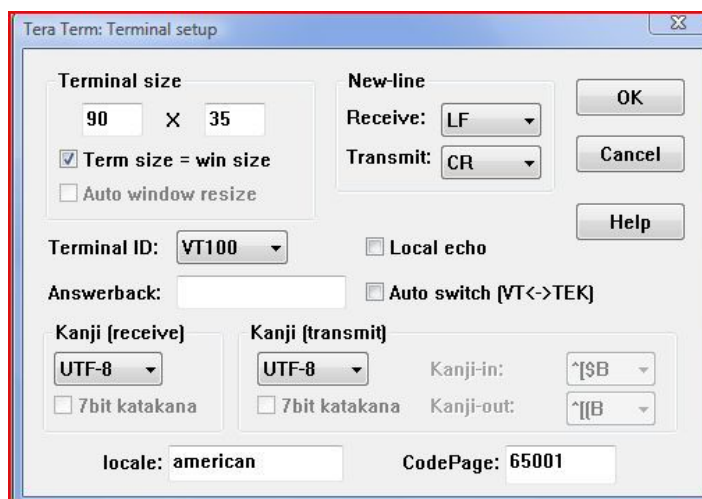 Tera Term: Terminal setup
Terminal size
90 X 35
Term size = win size
Auto window resize
New-line
Receive: LF
Transmit: CR
OK
Cancel
Help
Terminal ID: VT100
Local echo
Answerback:
Auto switch (VT<->TEK)
Kanji (receive)
UTF-8
7bit katakana
Kanji (transmit)
UTF-8
Kanji-in: ^[$B
7bit katakana
Kanji-out: ^[(B
locale: american
CodePage: 65001